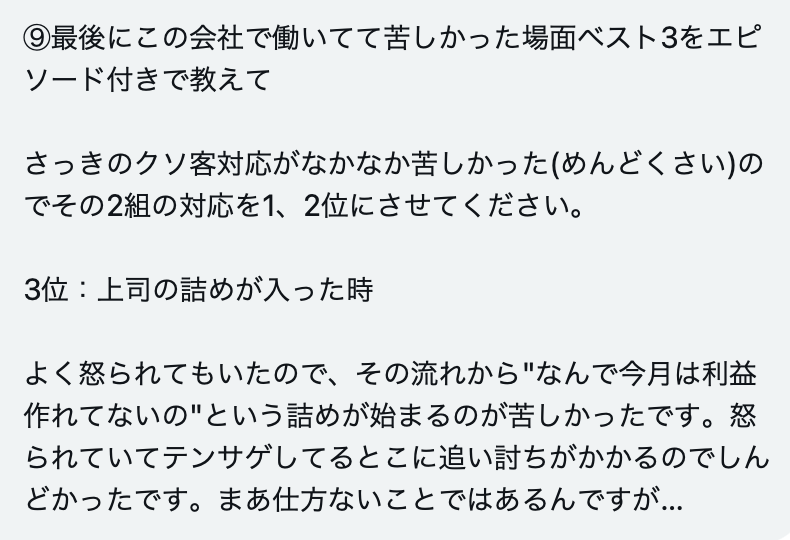 ⑨最後にこの会社で働いてて苦しかった場面ベスト3をエピ
ソード付きで教えて
さっきのクソ客対応がなかなか苦しかった(めんどくさい)の
でその2組の対応を1、2位にさせてください。
3位：上司の詰めが入った時
よく怒られてもいたので、その流れから"なんで今月は利益
作れてないの"という詰めが始まるのが苦しかったです。怒
られていてテンサゲしてるとこに追い討ちがかかるのでしん
どかったです。まあ仕方ないことではあるんですが...